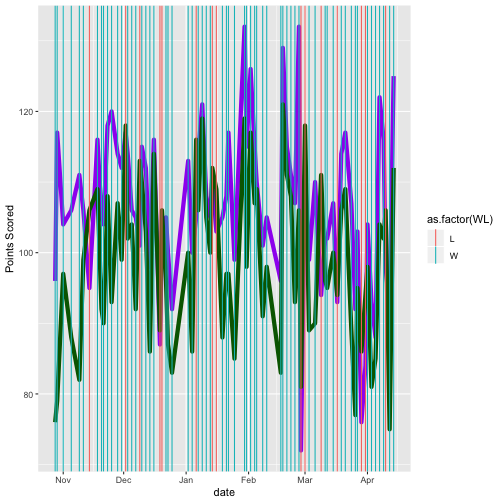 Points Scored
120
100
80
Nov Dec Jan Feb Mar Apr
date
as.factor(WL)
L
W